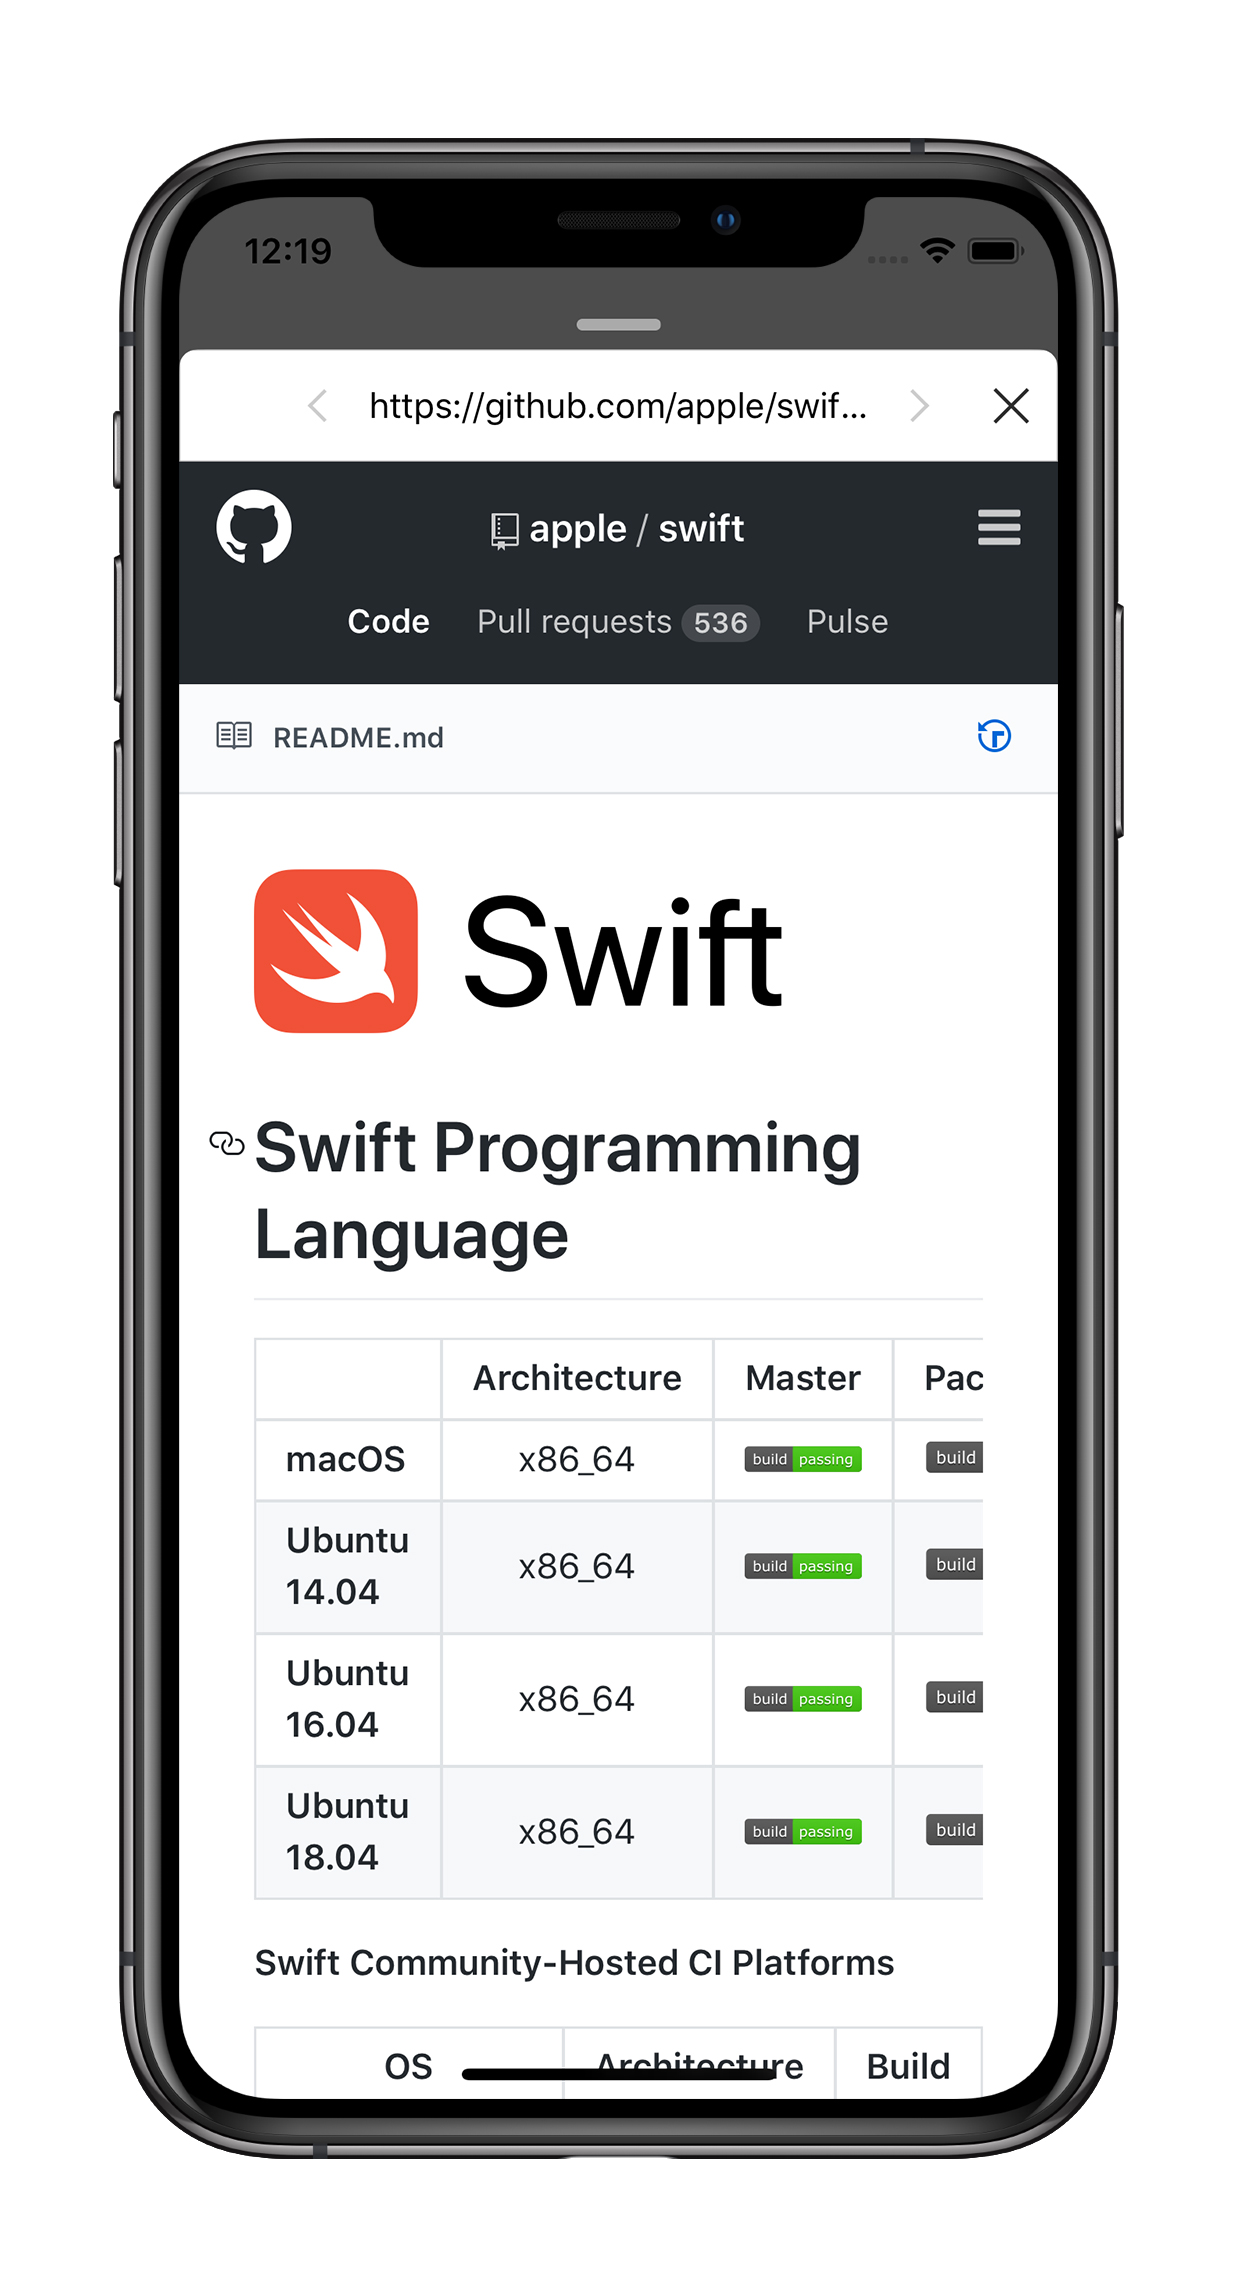 12:19
https://github.com/apple/swif...
apple / swift
Code Pull requests 536 Pulse
README.md
Swift
Swift Programming
Language
Architecture Master Pac
macOS x86_64 build passing build
Ubuntu
14.04 x86_64 build passing build
Ubuntu
16.04 x86_64 build passing build
Ubuntu
18.04 x86_64 build passing build
Swift Community-Hosted CI Platforms
OS Architecture Build